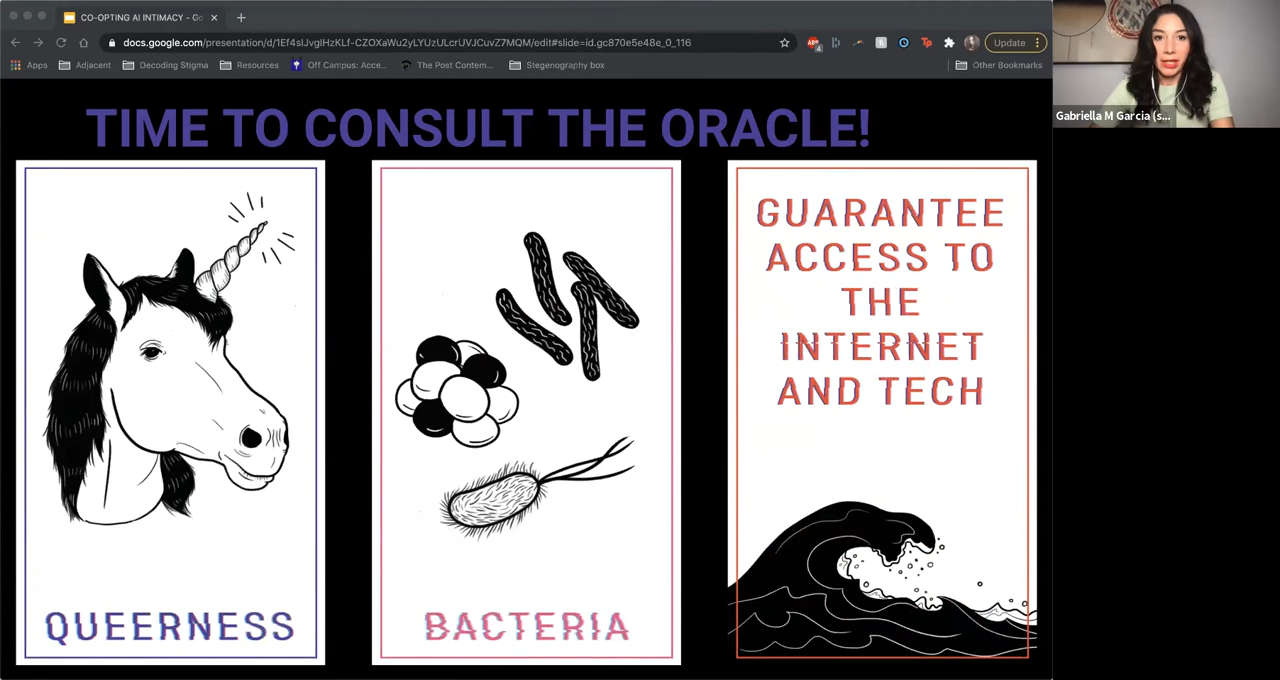 CO-OPTING AI INTIMACY - Go
docs.google.com/presentation/d/1Ef4sIJvgIHzKLf-CZOXaWu2yLYUzULcrUVJCuvZ7MQM/edit#slide=id.gc870e5e48e_0_116
Update
Apps
Adjacent
Decoding Stigma
Resources
Off Campus: Acce...
The Post Contem...
Stegenography box
Other Bookmarks
Gabriella M Garcia (s...
TIME TO CONSULT THE ORACLE!
QUEERNESS
BACTERIA
GUARANTEE
ACCESS TO
THE
INTERNET
AND TECH